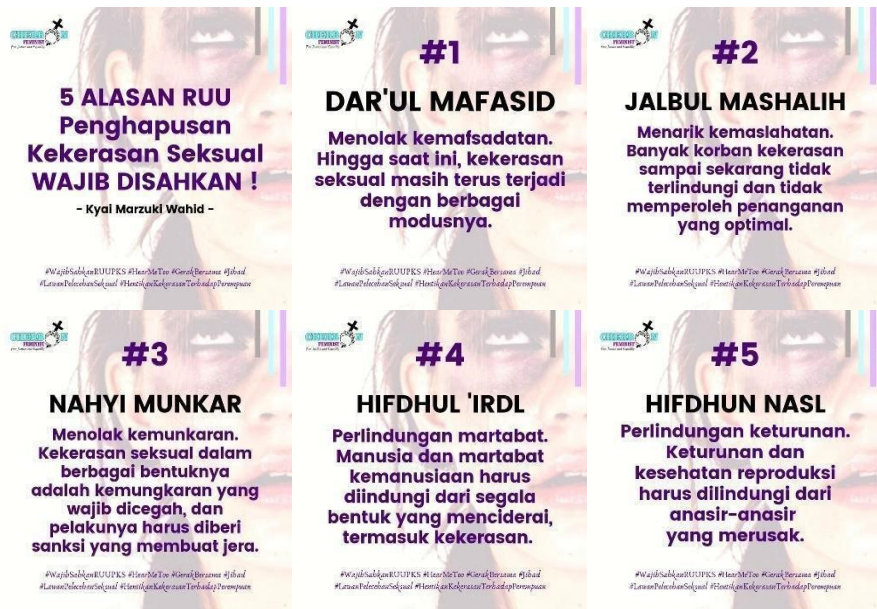 CHIREBON
FEMINIST
5 ALASAN RUU
Penghapusan
Kekerasan Seksual
WAJIB DISAHKAN !
- Kyai Marzuki Wahid -
#WajibSahkanRUUPKS #HearMeToo #GerakBersama #Jihad
#LawanPelecehanSeksual #HentikanKekerasanTerhadapPerempuan
FEMINIST
#1
DAR'UL MAFASID
Menolak kemafsadatan.
Hingga saat ini, kekerasan
seksual masih terus terjadi
dengan berbagai
modusnya.
#WajibSahkanRUUPKS #HearMeToo #GerakBersama #Jihad
#LawanPelecehanSeksual #HentikanKekerasanTerhadapPerempuan
FEMINIST
#2
JALBUL MASHALIH
Menarik kemaslahatan.
Banyak korban kekerasan
sampai sekarang tidak
terlindungi dan tidak
memperoleh penanganan
yang optimal.
#WajibSahkanRUUPKS #HearMeToo #GerakBersama #Jihad
#LawanPelecehanSeksual #HentikanKekerasanTerhadapPerempuan
FEMINIST
#3
NAHYI MUNKAR
Menolak kemunkaran.
Kekerasan seksual dalam
berbagai bentuknya
adalah kemungkaran yang
wajib dicegah, dan
pelakunya harus diberi
sanksi yang membuat jera.
#WajibSahkanRUUPKS #HearMeToo #GerakBersama #Jihad
#LawanPelecehanSeksual #HentikanKekerasanTerhadapPerempuan
FEMINIST
#4
HIFDHUL 'IRDL
Perlindungan martabat.
Manusia dan martabat
kemanusiaan harus
diindungi dari segala
bentuk yang menciderai,
termasuk kekerasan.
#WajibSahkanRUUPKS #HearMeToo #GerakBersama #Jihad
#LawanPelecehanSeksual #HentikanKekerasanTerhadapPerempuan
FEMINIST
#5
HIFDHUN NASL
Perlindungan keturunan.
Keturunan dan
kesehatan reproduksi
harus dilindungi dari
anasir-anasir
yang merusak.
#WajibSahkanRUUPKS #HearMeToo #GerakBersama #Jihad
#LawanPelecehanSeksual #HentikanKekerasanTerhadapPerempuan